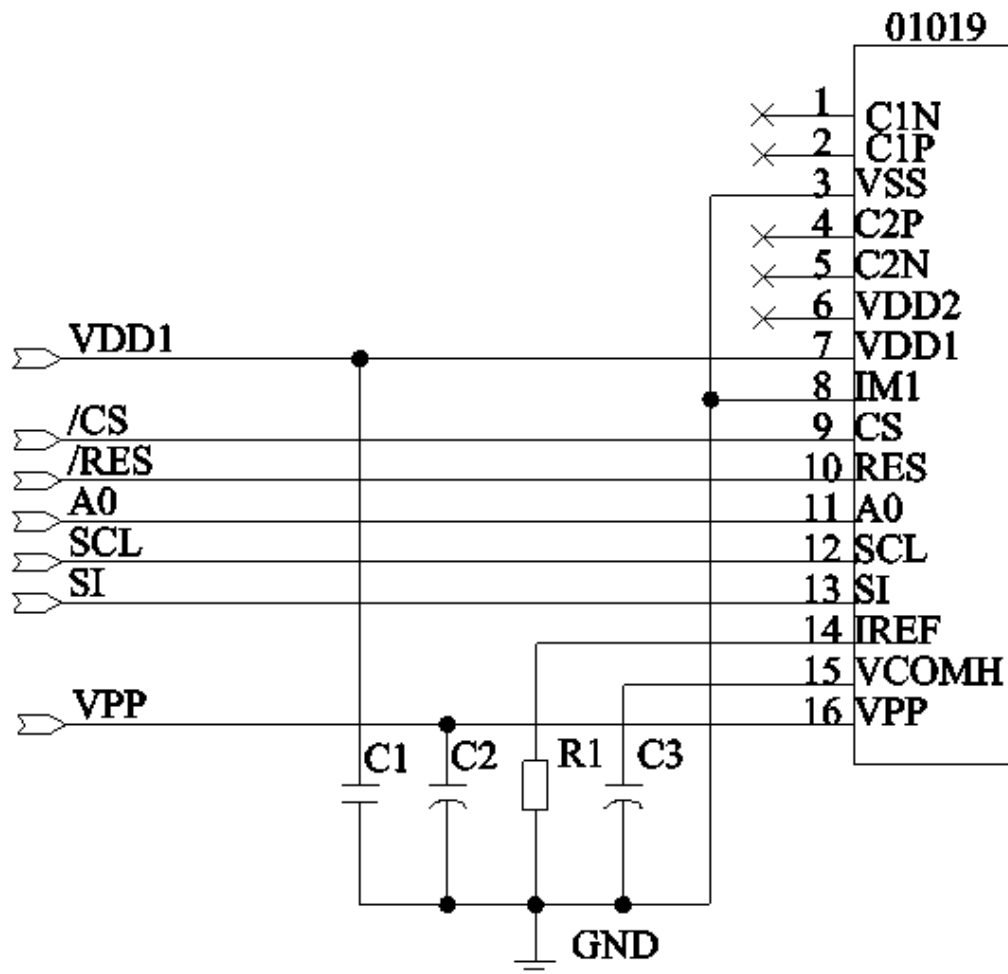 01019
1 C1N
2 C1P
3 VSS
4 C2P
5 C2N
6 VDD2
VDD1 7 VDD1
8 IM1
/CS 9 CS
/RES 10 RES
A0 11 A0
SCL 12 SCL
SI 13 SI
14 IREF
15 VCOMH
VPP 16 VPP
C1 C2 R1 C3
GND